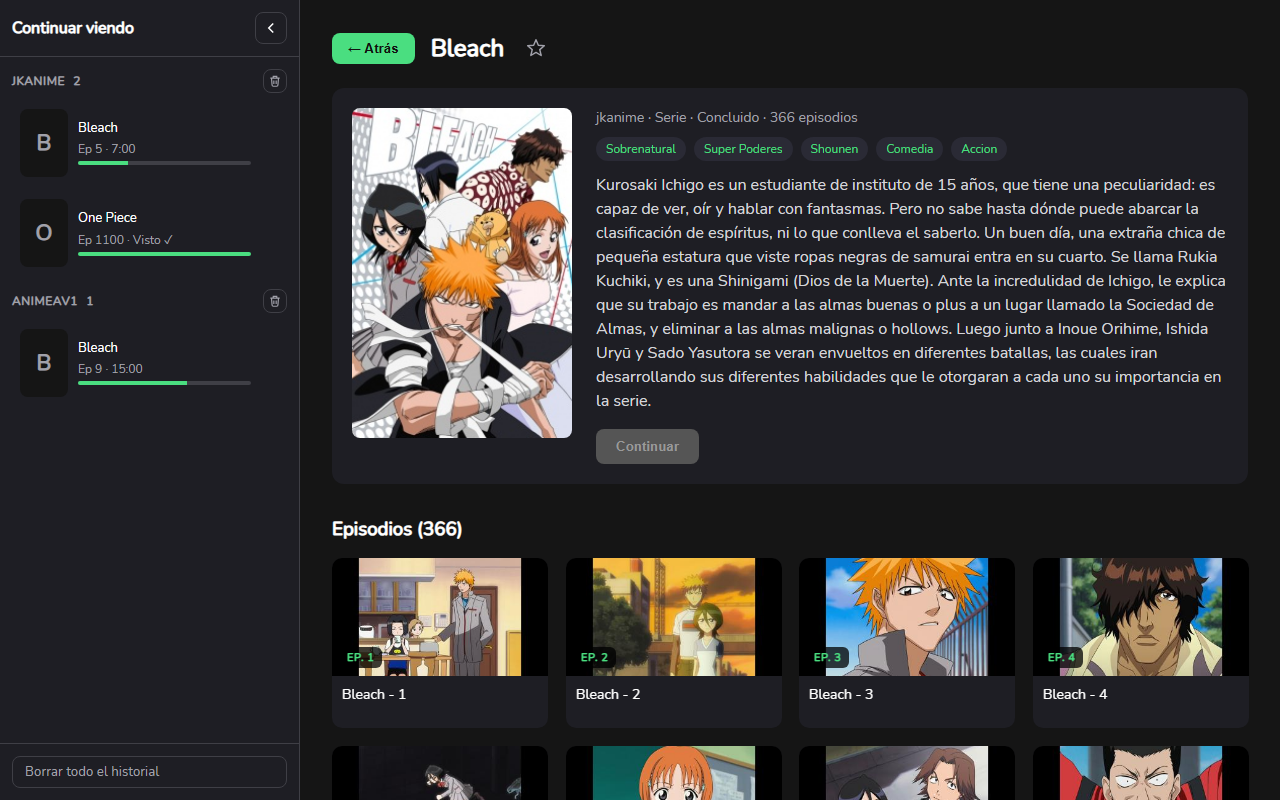 Continuar viendo
JKANIME 2
B
Bleach
Ep 5 · 7:00
O
One Piece
Ep 1100 · Visto ✓
ANIMEAV1 1
B
Bleach
Ep 9 · 15:00
Borrar todo el historial
← Atrás
Bleach
BLEACH
jkanime · Serie · Concluido · 366 episodios
Sobrenatural
Super Poderes
Shounen
Comedia
Accion
Kurosaki Ichigo es un estudiante de instituto de 15 años, que tiene una peculiaridad: es
capaz de ver, oír y hablar con fantasmas. Pero no sabe hasta dónde puede abarcar la
clasificación de espíritus, ni lo que conlleva el saberlo. Un buen día, una extraña chica de
pequeña estatura que viste ropas negras de samurai entra en su cuarto. Se llama Rukia
Kuchiki, y es una Shinigami (Dios de la Muerte). Ante la incredulidad de Ichigo, le explica
que su trabajo es mandar a las almas buenas o plus a un lugar llamado la Sociedad de
Almas, y eliminar a las almas malignas o hollows. Luego junto a Inoue Orihime, Ishida
Uryū y Sado Yasutora se veran envueltos en diferentes batallas, las cuales iran
desarrollando sus diferentes habilidades que le otorgaran a cada uno su importancia en
la serie.
Continuar
Episodios (366)
EP. 1
Bleach - 1
EP. 2
Bleach - 2
EP. 3
Bleach - 3
EP. 4
Bleach - 4